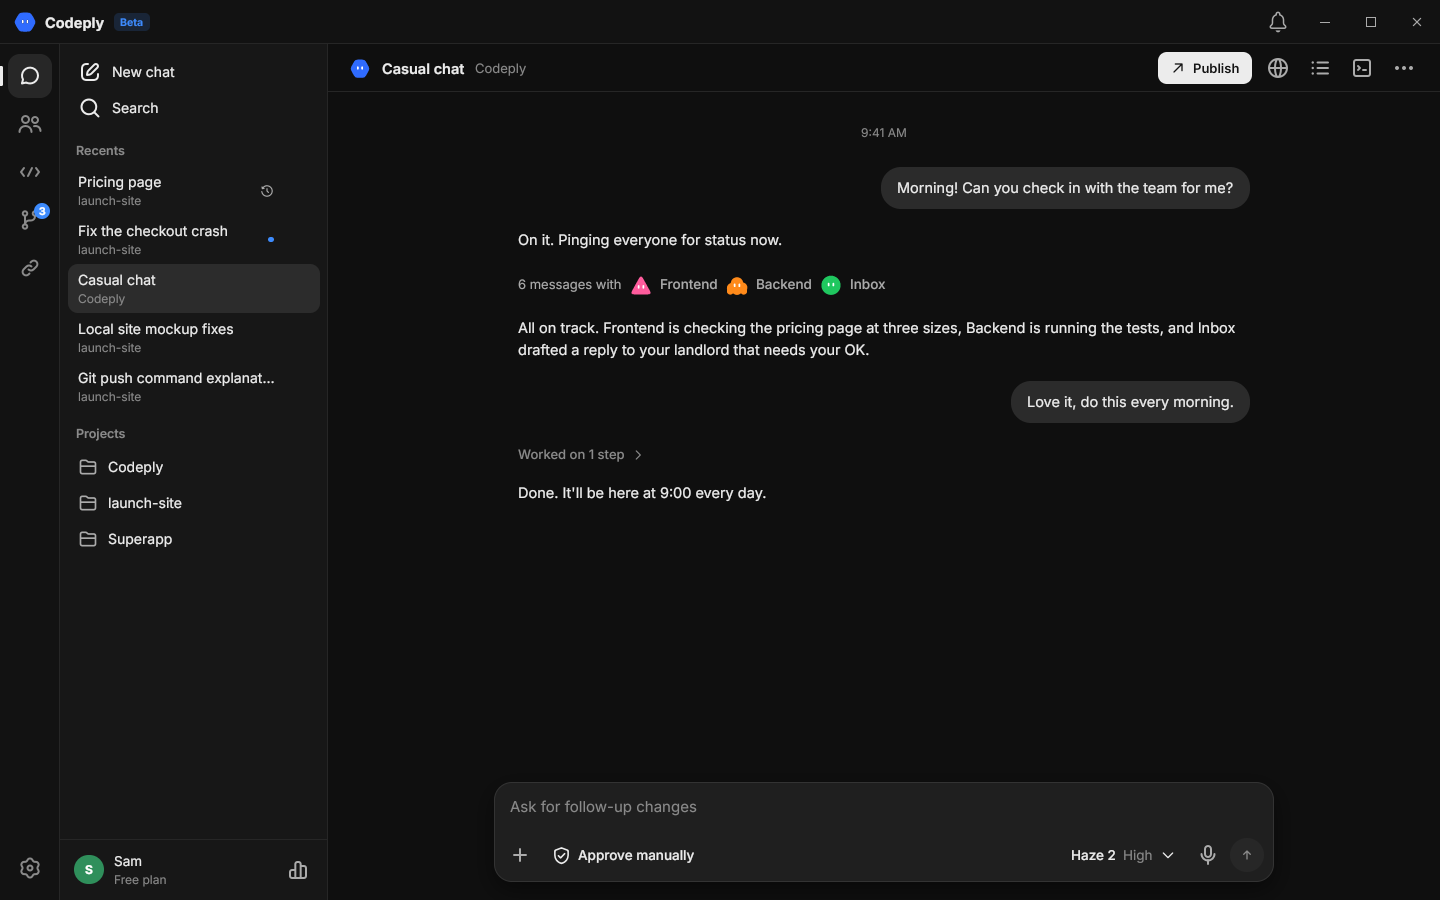 Codeply Beta
New chat
Search
Recents
Pricing page
launch-site
Fix the checkout crash
launch-site
Casual chat
Codeply
Local site mockup fixes
launch-site
Git push command explanat...
launch-site
Projects
Codeply
launch-site
Superapp
3
S
Sam
Free plan
Casual chat Codeply
Publish
9:41 AM
Morning! Can you check in with the team for me?
On it. Pinging everyone for status now.
6 messages with Frontend Backend Inbox
All on track. Frontend is checking the pricing page at three sizes, Backend is running the tests, and Inbox
drafted a reply to your landlord that needs your OK.
Love it, do this every morning.
Worked on 1 step
Done. It'll be here at 9:00 every day.
Ask for follow-up changes
Approve manually
Haze 2 High